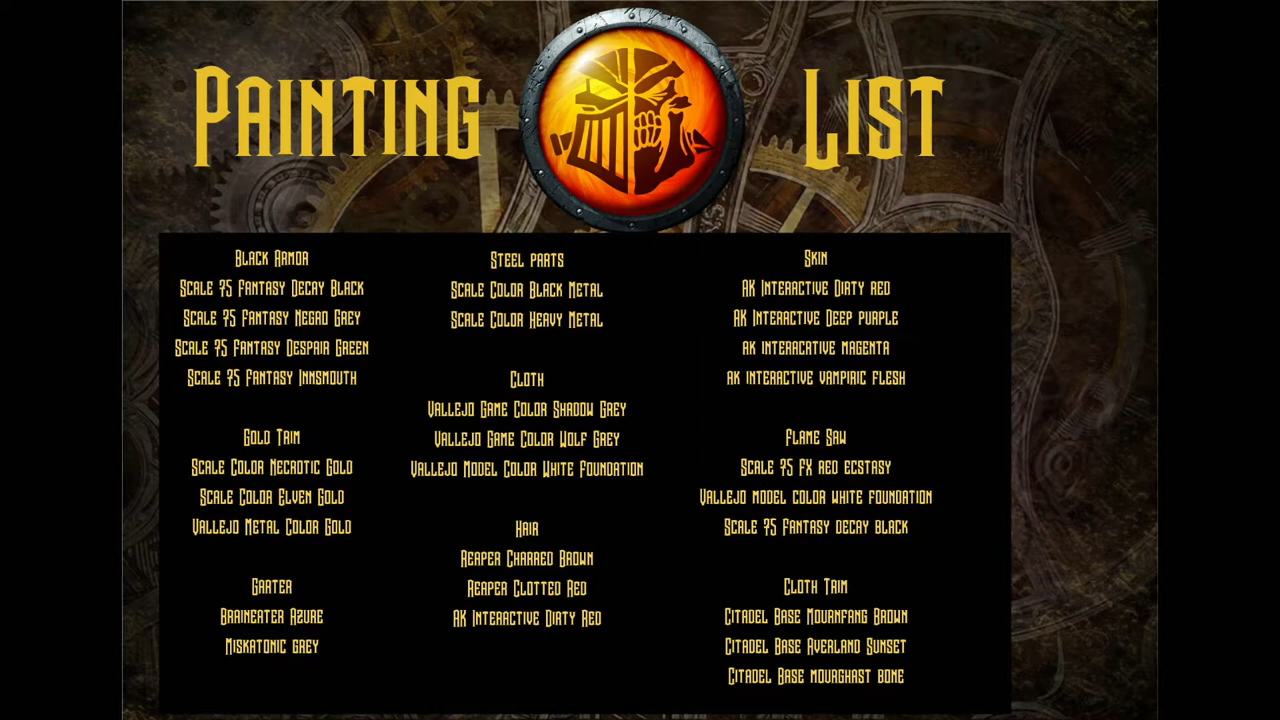 Painting List
Black Armor
Scale 75 Fantasy Decay Black
Scale 75 Fantasy Negro Grey
Scale 75 Fantasy Despair Green
Scale 75 Fantasy Innsmouth
Gold Trim
Scale Color Necrotic Gold
Scale Color Elven Gold
Vallejo Metal Color Gold
Garter
Braineater Azure
Miskatonic grey
Steel parts
Scale Color Black Metal
Scale Color Heavy Metal
Cloth
Vallejo Game Color Shadow Grey
Vallejo Game Color Wolf Grey
Vallejo Model Color White Foundation
Hair
Reaper Charred Brown
Reaper Clotted Red
AK Interactive Dirty Red
Skin
AK Interactive Dirty red
AK Interactive Deep purple
ak interacrtive magenta
ak interactive vampiric flesh
Flame Saw
Scale 75 FX red ecstasy
Vallejo model color white foundation
Scale 75 Fantasy decay black
Cloth Trim
Citadel Base Mournfang Brown
Citadel Base Averland Sunset
Citadel Base mourghast bone